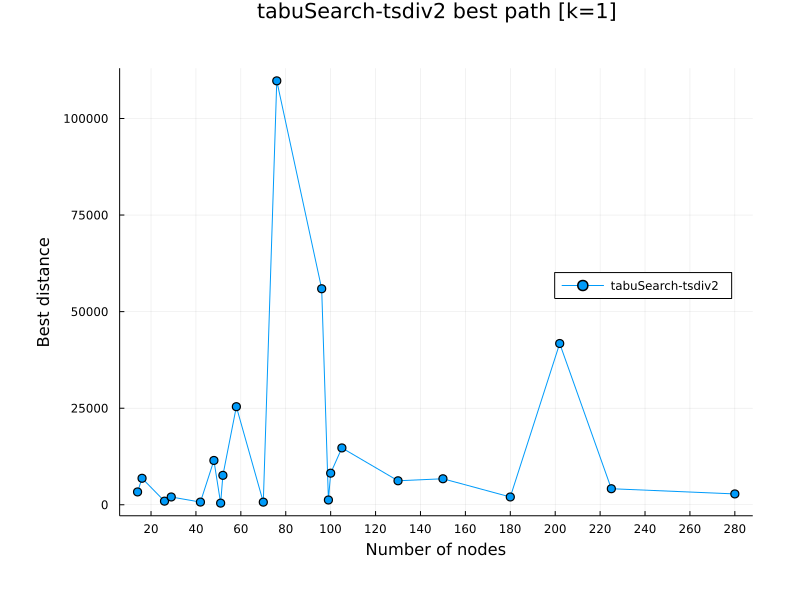 tabuSearch-tsdiv2 best path [k=1]
100000
75000
50000
25000
0
Best distance
tabuSearch-tsdiv2
20 40 60 80 100 120 140 160 180 200 220 240 260 280
Number of nodes